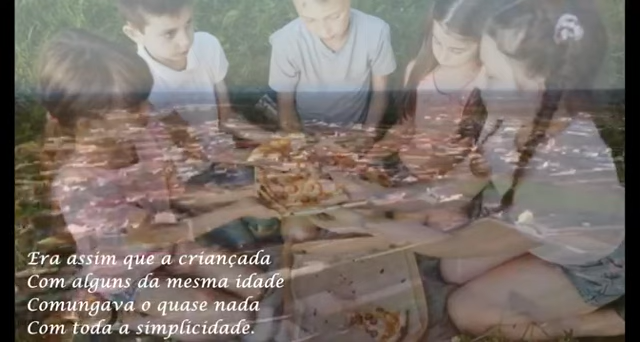 Era assim que a criançada
Com alguns da mesma idade
Comungava o quase nada
Com toda a simplicidade.